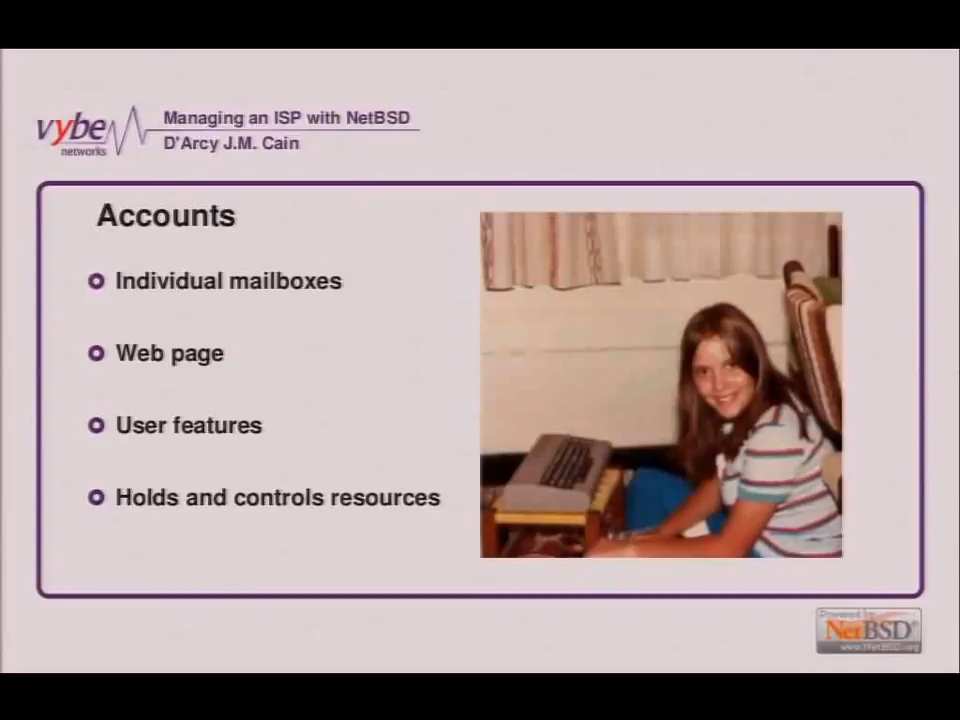 vybe
networks
Managing an ISP with NetBSD
D'Arcy J.M. Cain
Accounts
Individual mailboxes
Web page
User features
Holds and controls resources
Powered by
NetBSD®
www.NetBSD.org